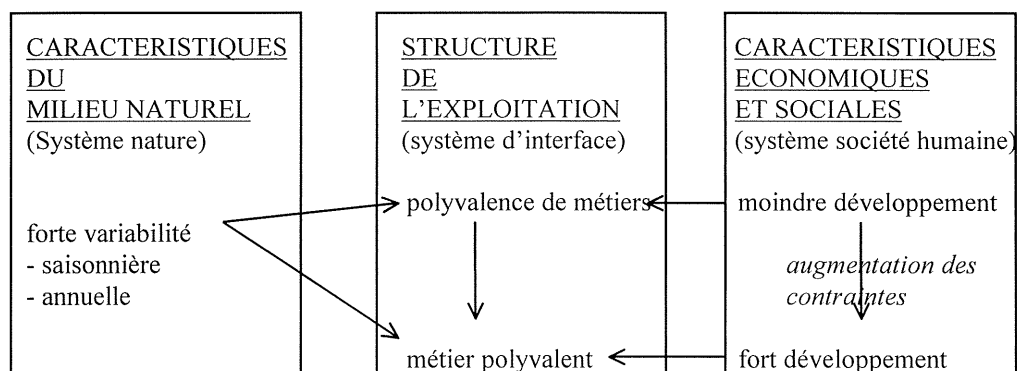 CARACTERISTIQUES
DU
MILIEU NATUREL
(Système nature)
forte variabilité
- saisonnière
- annuelle
STRUCTURE
DE
L'EXPLOITATION
(système d'interface)
polyvalence de métiers
métier polyvalent
CARACTERISTIQUES
ECONOMIQUES
ET SOCIALES
(système société humaine)
moindre développement
augmentation des
contraintes
fort développement